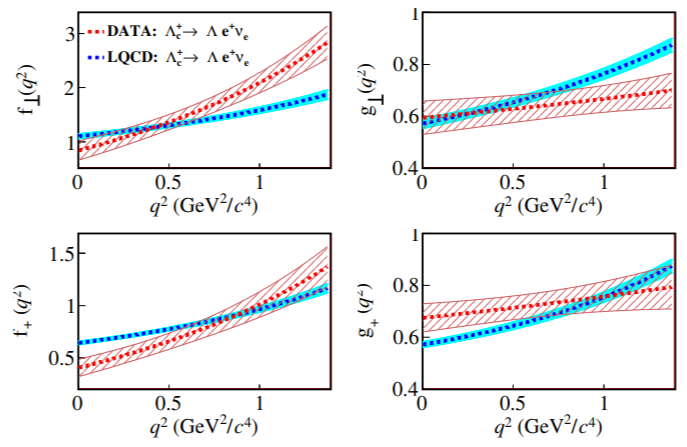 3
2
1
f⊥(q²)
DATA: Λc⁺→ Λ e⁺νe
LQCD: Λc⁺→ Λ e⁺νe
0 0.5 1
q² (GeV²/c⁴)
1
0.8
0.6
0.4
g⊥(q²)
0 0.5 1
q² (GeV²/c⁴)
1.5
1
0.5
f₊(q²)
0 0.5 1
q² (GeV²/c⁴)
1
0.8
0.6
0.4
g₊(q²)
0 0.5 1
q² (GeV²/c⁴)